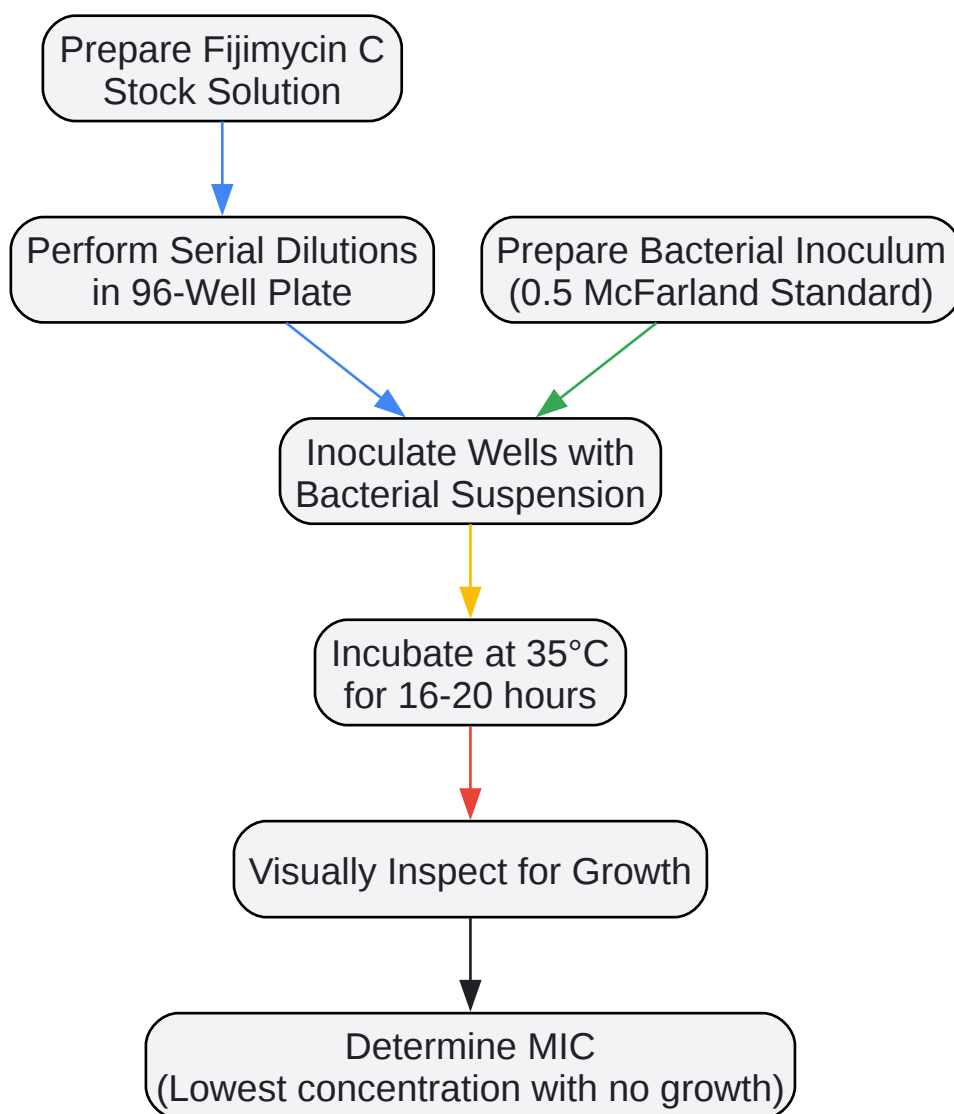 Prepare Fijimycin C
Stock Solution
Perform Serial Dilutions
in 96-Well Plate
Prepare Bacterial Inoculum
(0.5 McFarland Standard)
Inoculate Wells with
Bacterial Suspension
Incubate at 35°C
for 16-20 hours
Visually Inspect for Growth
Determine MIC
(Lowest concentration with no growth)